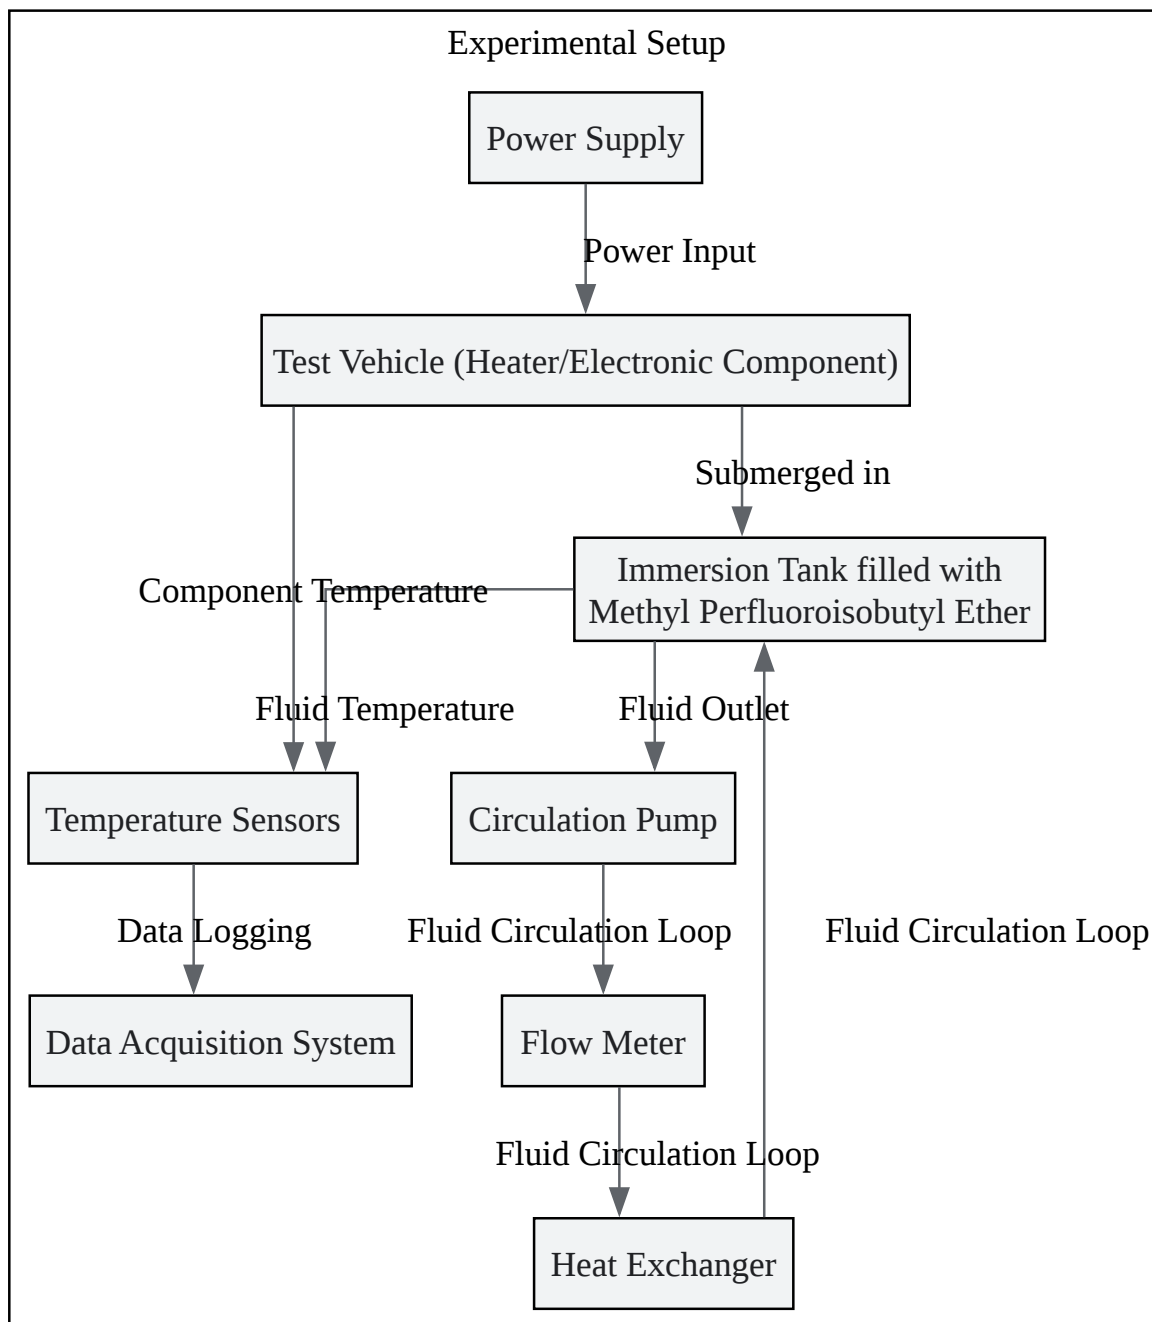 Experimental Setup
Power Supply
Power Input
Test Vehicle (Heater/Electronic Component)
Submerged in
Immersion Tank filled with
Methyl Perfluoroisobutyl Ether
Component Temperature
Fluid Temperature
Fluid Outlet
Temperature Sensors
Circulation Pump
Data Logging
Fluid Circulation Loop
Fluid Circulation Loop
Data Acquisition System
Flow Meter
Fluid Circulation Loop
Heat Exchanger